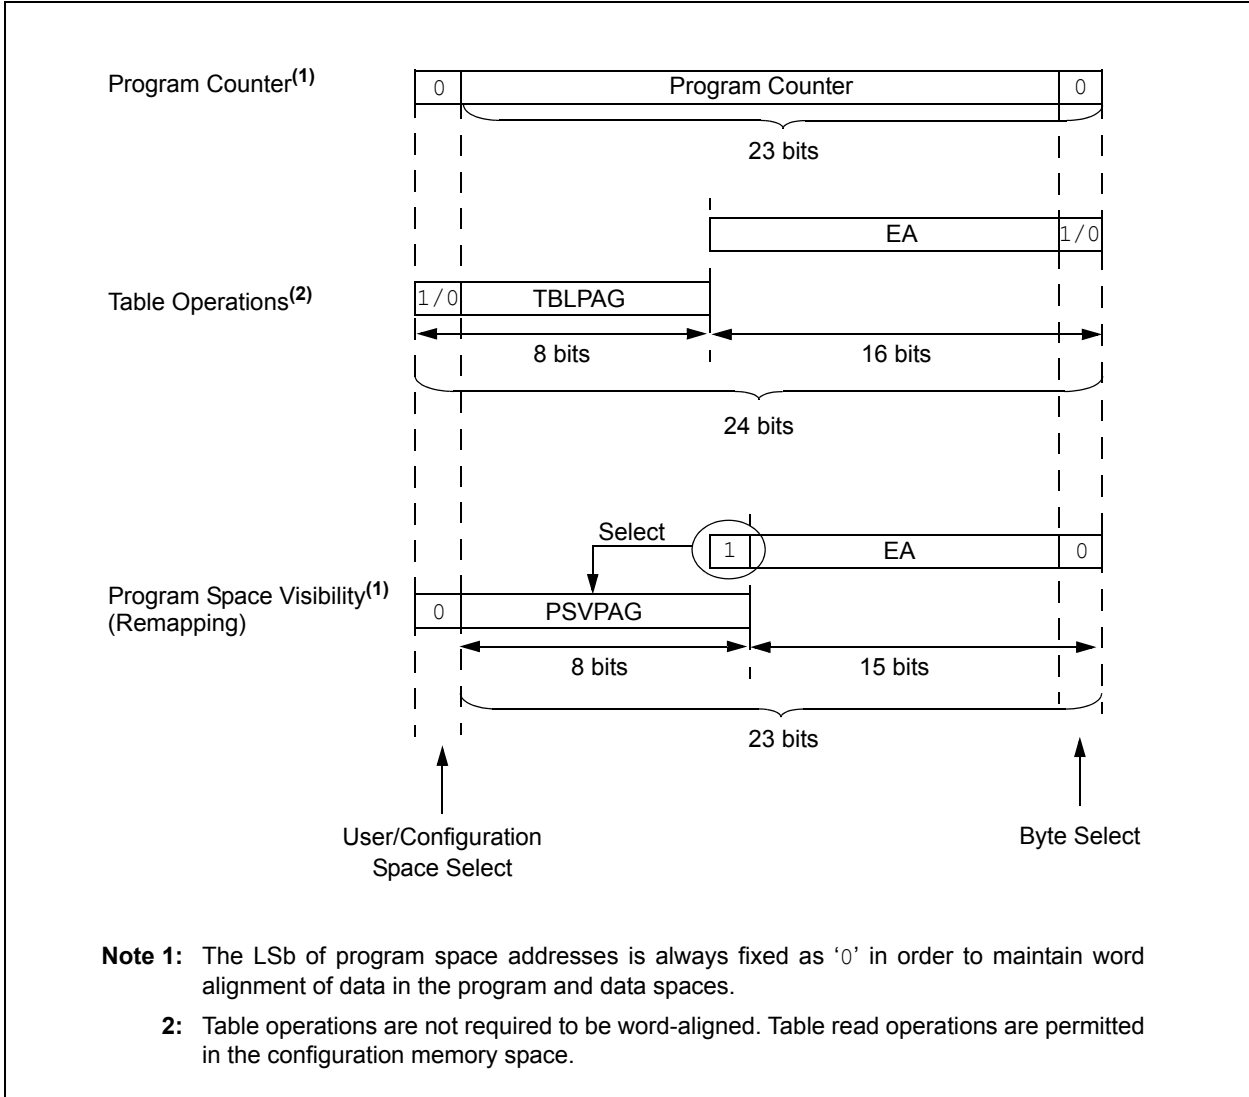 Program Counter(1)
0 Program Counter 0
23 bits
EA 1/0
Table Operations(2)
1/0 TBLPAG
8 bits 16 bits
24 bits
Select
1 EA 0
Program Space Visibility(1)
(Remapping)
0 PSVPAG
8 bits 15 bits
23 bits
User/Configuration
Space Select
Byte Select
Note 1: The LSb of program space addresses is always fixed as ‘0’ in order to maintain word
alignment of data in the program and data spaces.
2: Table operations are not required to be word-aligned. Table read operations are permitted
in the configuration memory space.